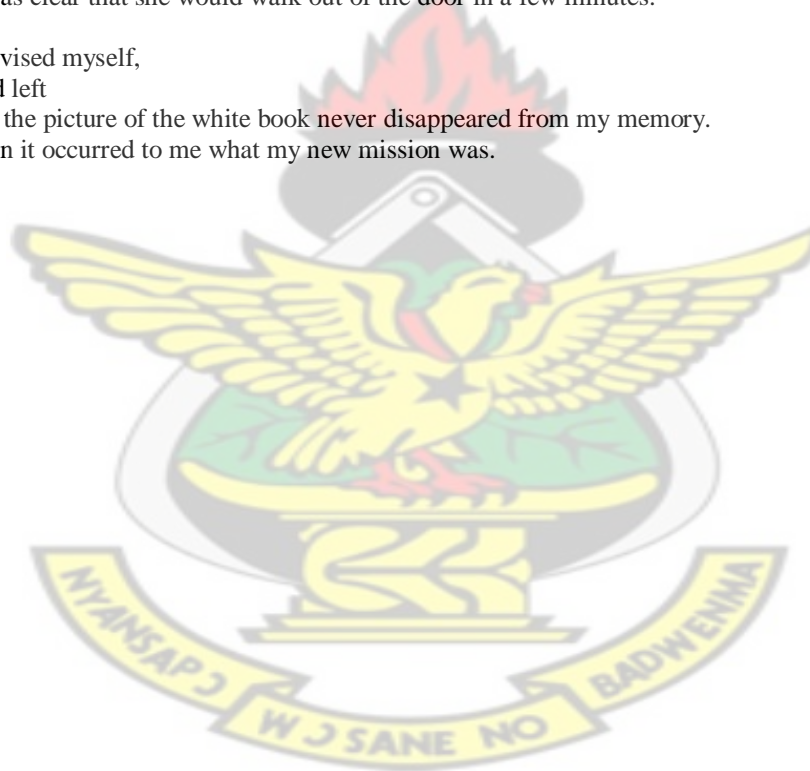 as clear that she would walk out of the door in a few minutes.
vised myself,
d left
the picture of the white book never disappeared from my memory.
n it occurred to me what my new mission was.
NYANSAPƆ
WƆSANE NO
BADWENMA